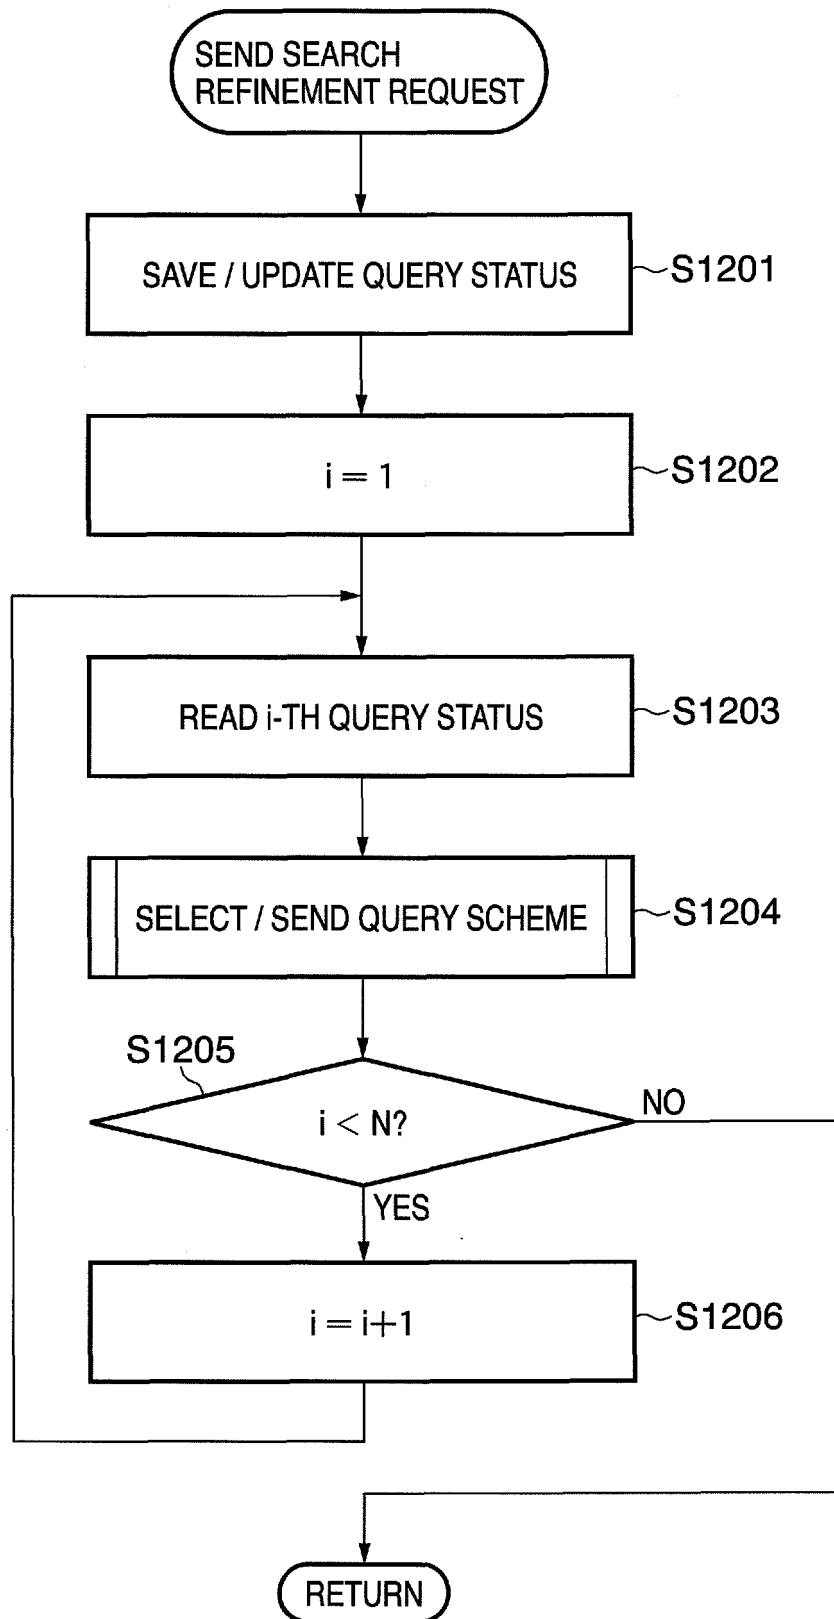 SEND SEARCH
REFINEMENT REQUEST
SAVE / UPDATE QUERY STATUS
S1201
i = 1
S1202
READ i-TH QUERY STATUS
S1203
SELECT / SEND QUERY SCHEME
S1204
S1205
i < N?
NO
YES
i = i+1
S1206
RETURN